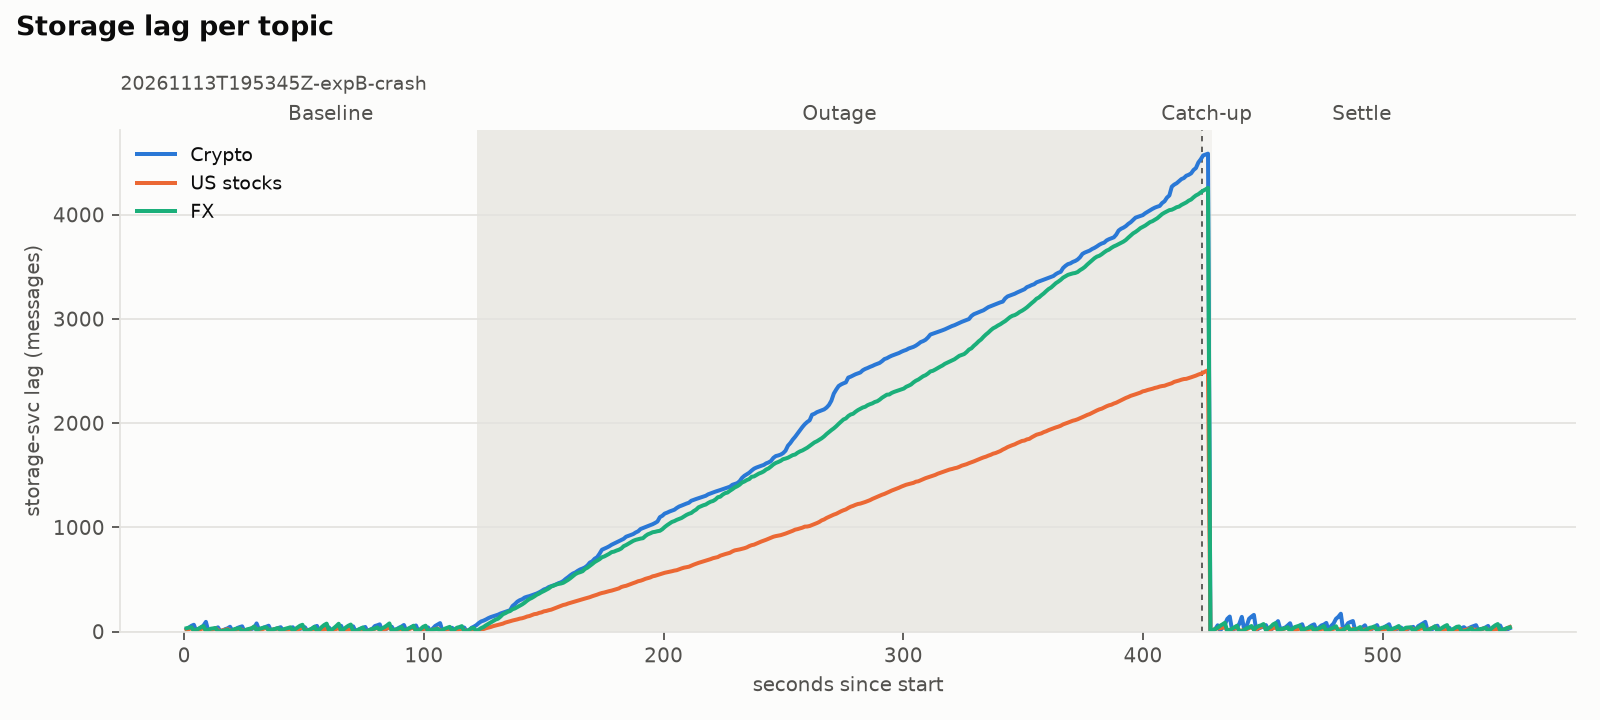 Storage lag per topic
20261113T195345Z-expB-crash
Baseline
Outage
Catch-up
Settle
Crypto
US stocks
FX
storage-svc lag (messages)
4000
3000
2000
1000
0
0
100
200
300
400
500
seconds since start